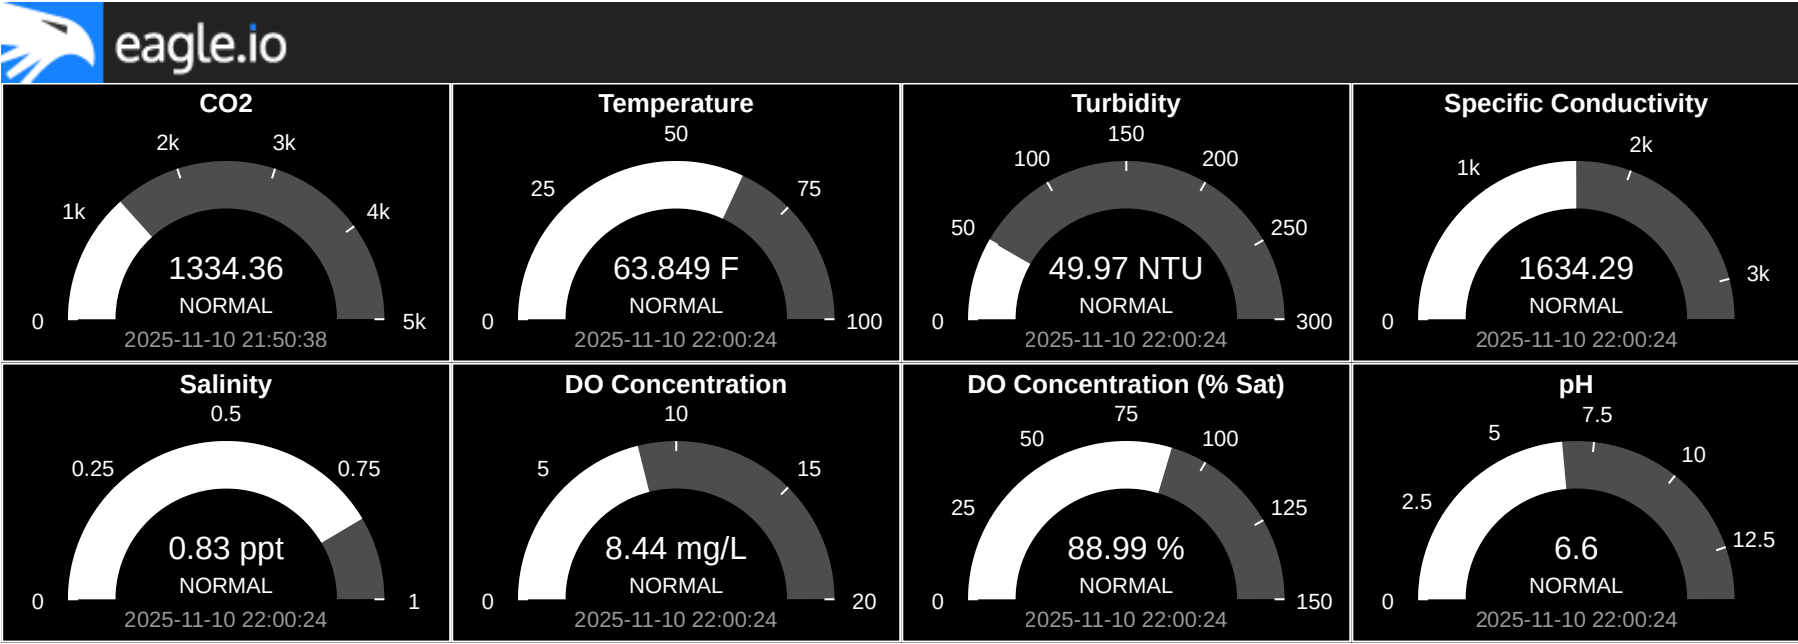 eagle.io
CO2
0
1k
2k
3k
4k
5k
1334.36
NORMAL
2025-11-10 21:50:38
Temperature
0
25
50
75
100
63.849 F
NORMAL
2025-11-10 22:00:24
Turbidity
0
50
100
150
200
250
300
49.97 NTU
NORMAL
2025-11-10 22:00:24
Specific Conductivity
0
1k
2k
3k
1634.29
NORMAL
2025-11-10 22:00:24
Salinity
0
0.25
0.5
0.75
1
0.83 ppt
NORMAL
2025-11-10 22:00:24
DO Concentration
0
5
10
15
20
8.44 mg/L
NORMAL
2025-11-10 22:00:24
DO Concentration (% Sat)
0
25
50
75
100
125
150
88.99 %
NORMAL
2025-11-10 22:00:24
pH
0
2.5
5
7.5
10
12.5
6.6
NORMAL
2025-11-10 22:00:24